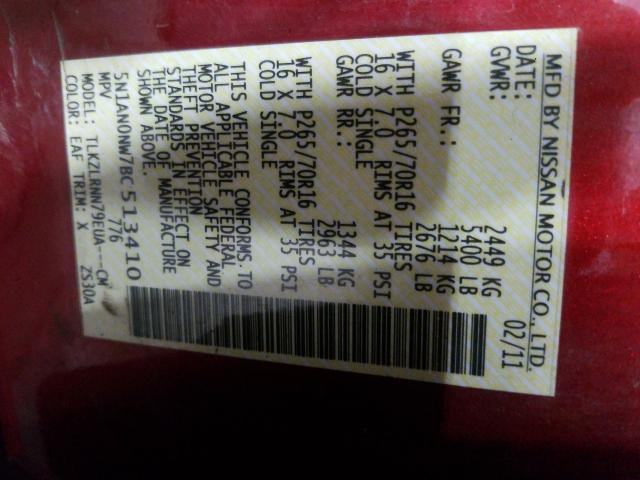 MFD BY NISSAN MOTOR CO., LTD.
DATE: 02/11
GVWR: 2449 KG
5400 LB
GAWR FR.: 1214 KG
2676 LB
WITH P265/70R16 TIRES
16 X 7.0 RIMS AT 35 PSI
COLD SINGLE
GAWR RR.: 1344 KG
2963 LB
WITH P265/70R16 TIRES
16 X 7.0 RIMS AT 35 PSI
COLD SINGLE
THIS VEHICLE CONFORMS TO
ALL APPLICABLE FEDERAL
MOTOR VEHICLE SAFETY AND
THEFT PREVENTION
STANDARDS IN EFFECT ON
THE DATE OF MANUFACTURE
SHOWN ABOVE.
5N1AN0NW7BC513410
MPV 776
MODEL: TLKZLRNN79EUA---CW
COLOR: EAF TRIM: X 2S30A